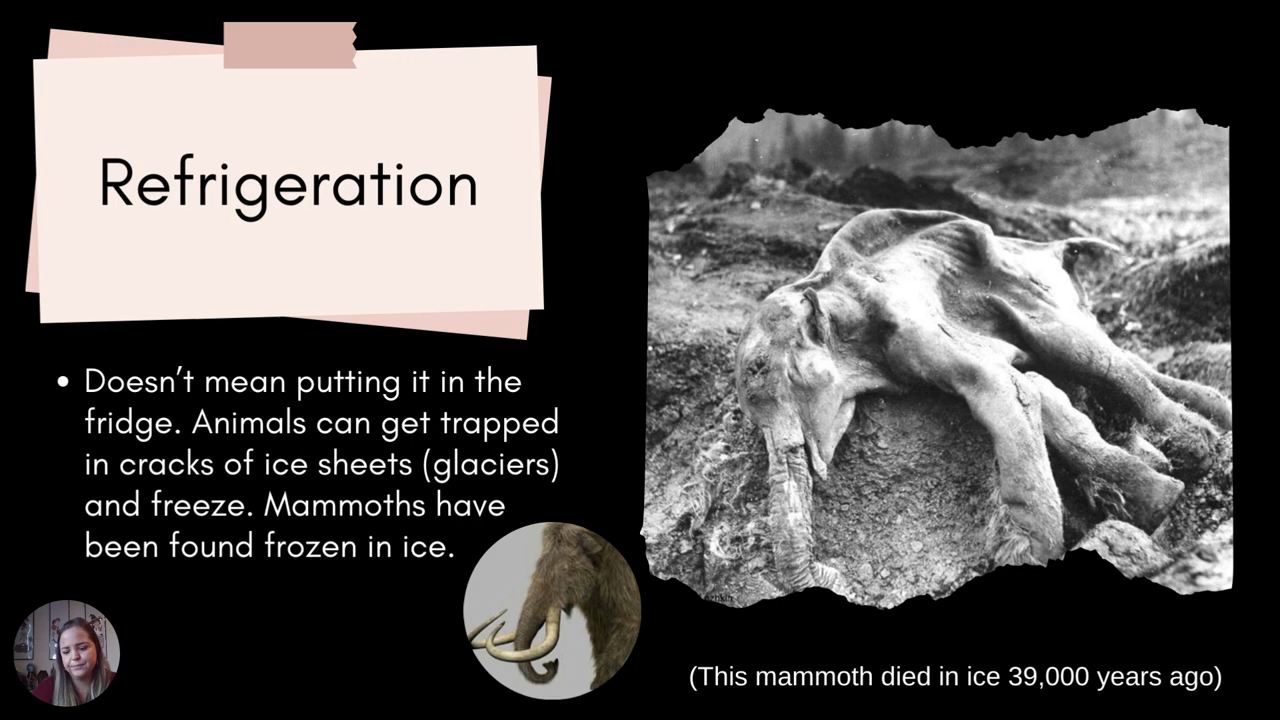 Refrigeration
Doesn’t mean putting it in the
fridge. Animals can get trapped
in cracks of ice sheets (glaciers)
and freeze. Mammoths have
been found frozen in ice.
(This mammoth died in ice 39,000 years ago)